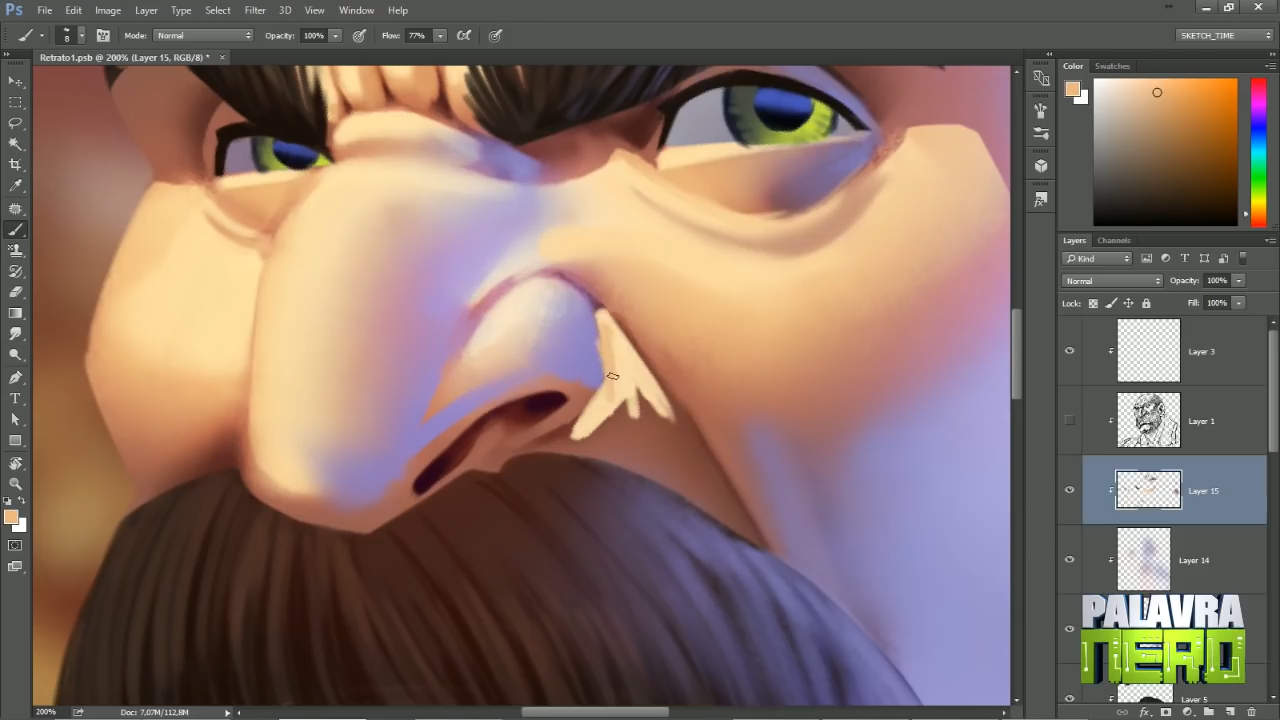 Ps File Edit Image Layer Type Select Filter 3D View Window Help
8 Mode: Normal Opacity: 100% Flow: 77% SKETCH_TIME
Retrato1.psb @ 200% (Layer 15, RGB/8) * ×
Color Swatches
Layers Channels
Kind
Normal Opacity: 100%
Lock: Fill: 100%
Layer 3
Layer 1
Layer 15
Layer 14
PALAVRA
NERD
Layer 5
200% Doc: 7,07M/112,8M